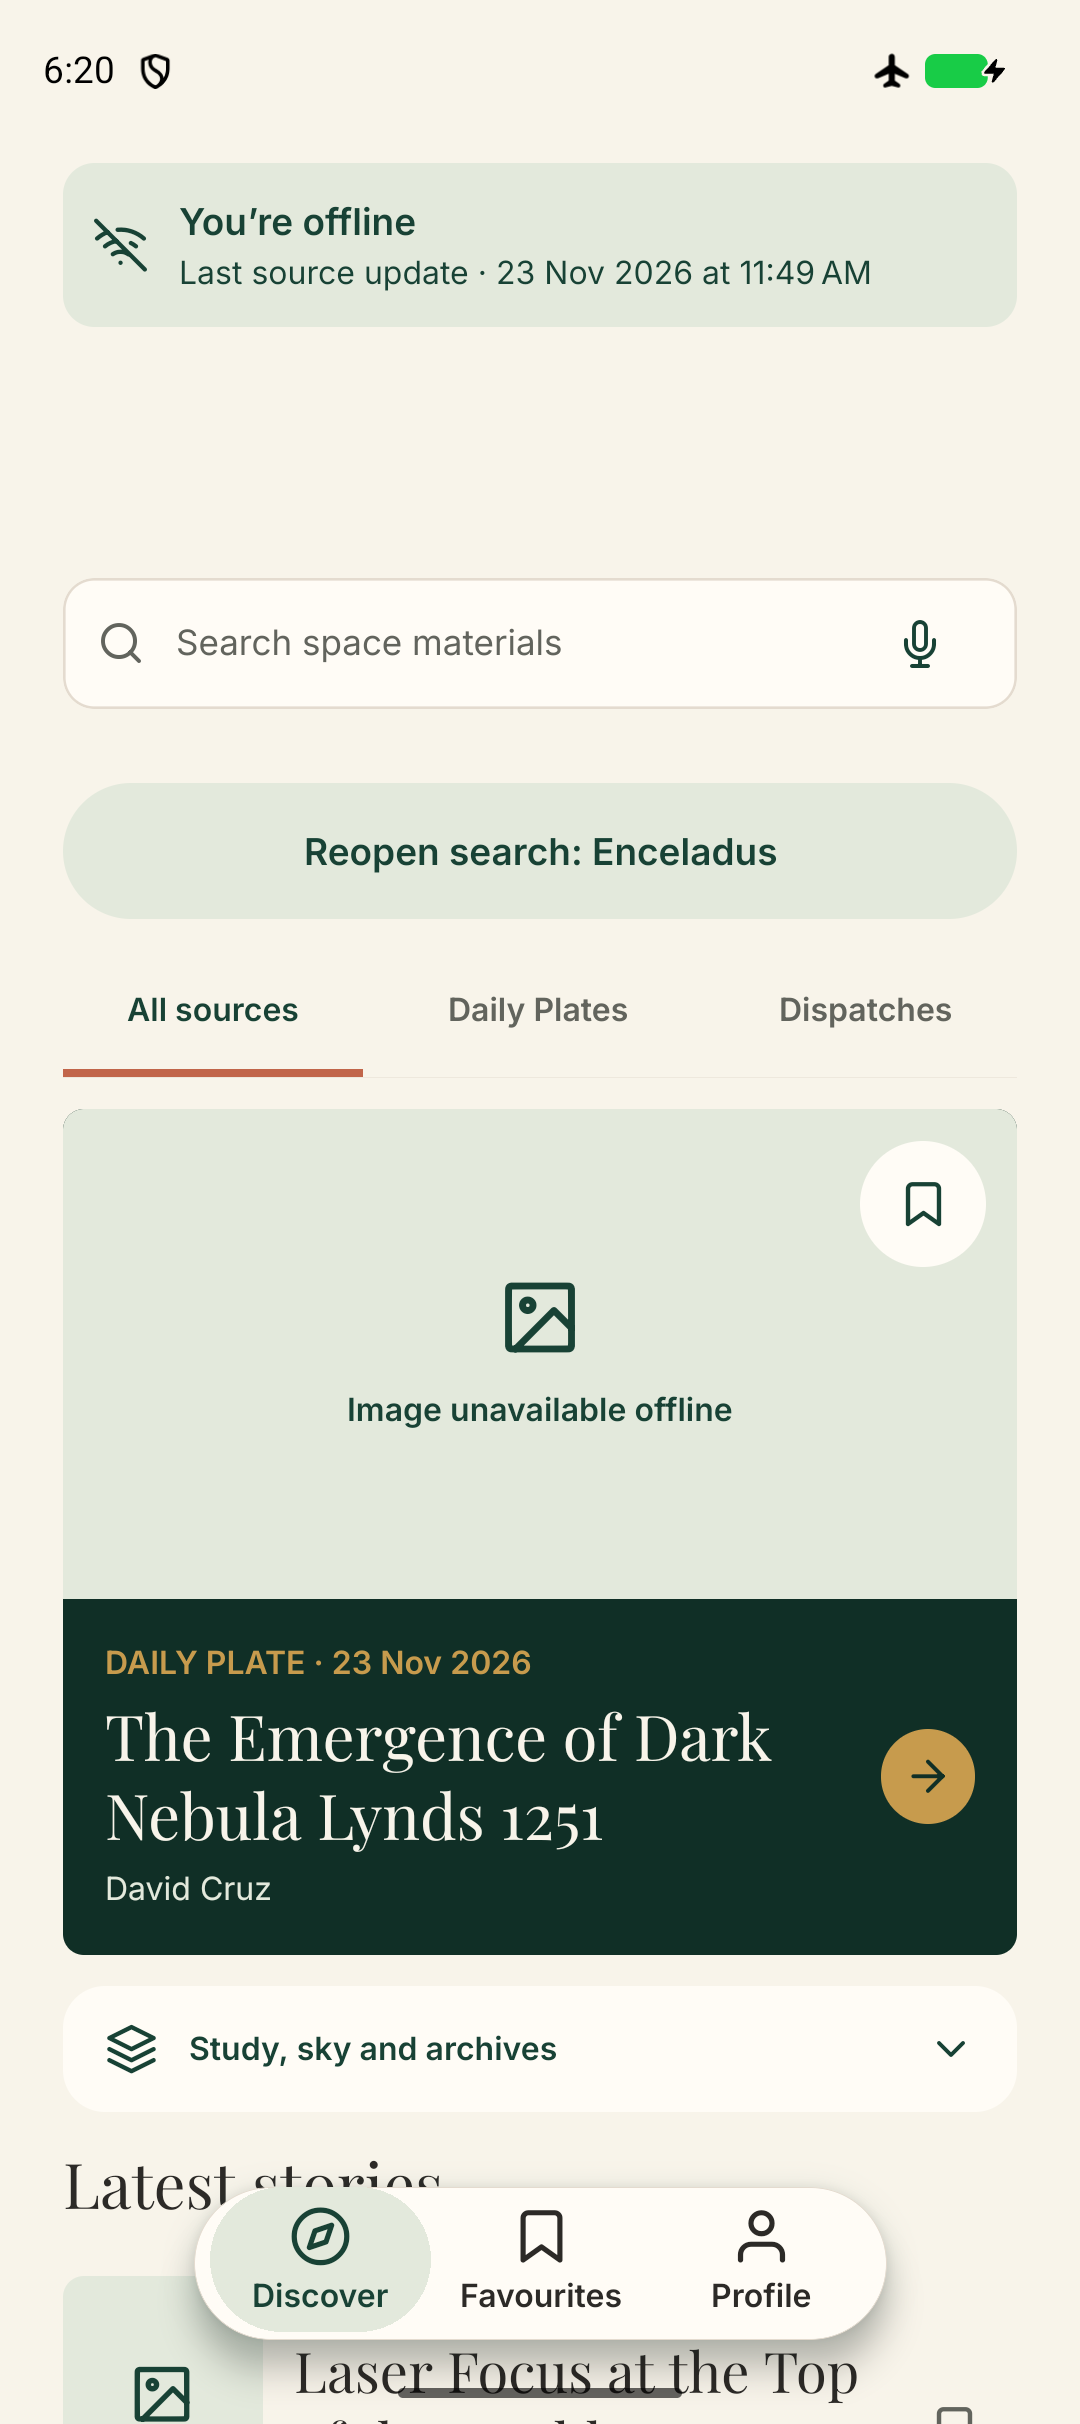 6:20
You’re offline
Last source update · 23 Nov 2026 at 11:49 AM
Search space materials
Reopen search: Enceladus
All sources
Daily Plates
Dispatches
Image unavailable offline
DAILY PLATE · 23 Nov 2026
The Emergence of Dark
Nebula Lynds 1251
David Cruz
Study, sky and archives
Latest stories
Discover
Favourites
Profile
Laser Focus at the Top